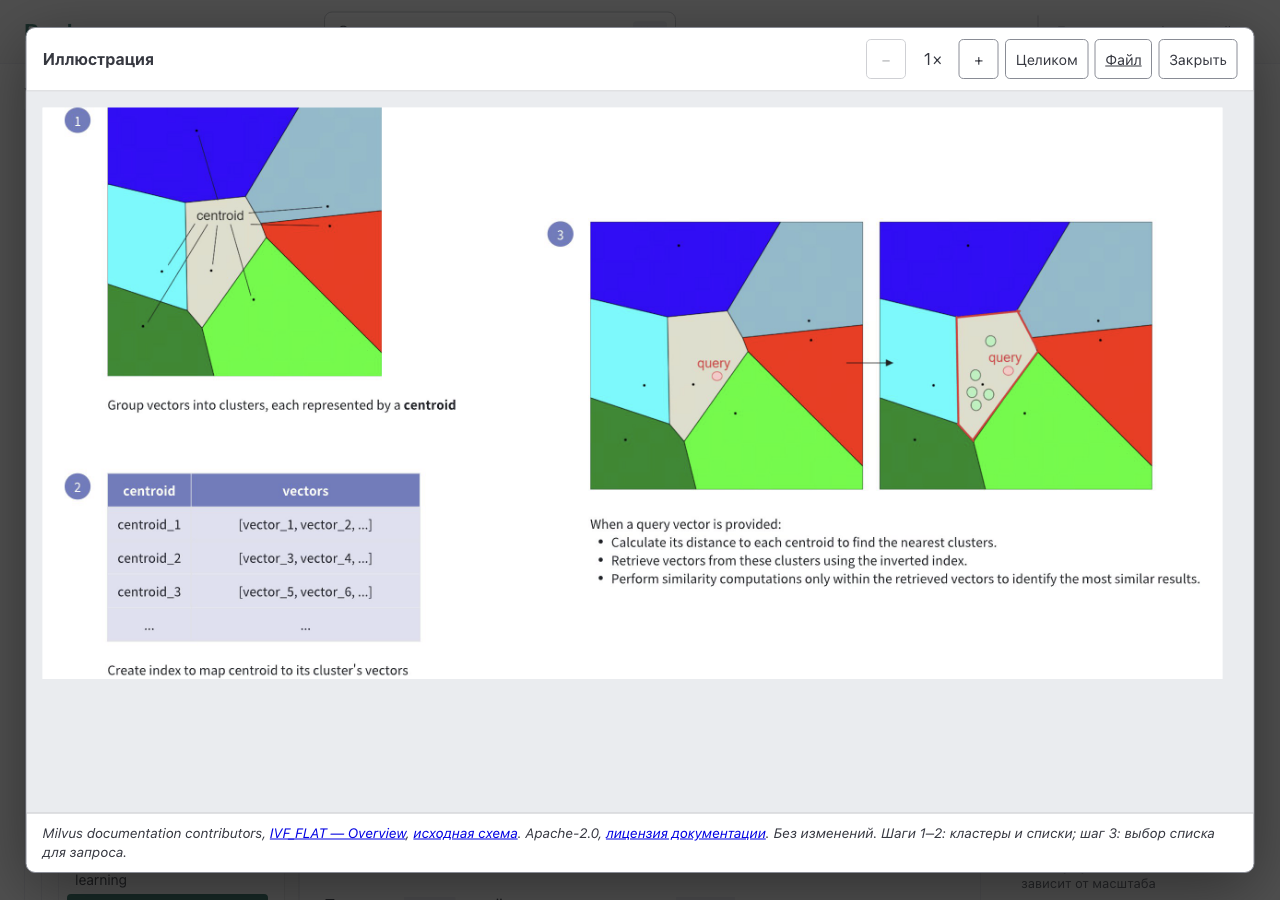 Иллюстрация
–
1×
+
Целиком
Файл
Закрыть
1
centroid
Group vectors into clusters, each represented by a centroid
2
centroid vectors
centroid_1 [vector_1, vector_2, ...]
centroid_2 [vector_3, vector_4, ...]
centroid_3 [vector_5, vector_6, ...]
... ...
Create index to map centroid to its cluster's vectors
3
query
query
When a query vector is provided:
• Calculate its distance to each centroid to find the nearest clusters.
• Retrieve vectors from these clusters using the inverted index.
• Perform similarity computations only within the retrieved vectors to identify the most similar results.
Milvus documentation contributors, IVF_FLAT — Overview, исходная схема. Apache-2.0, лицензия документации. Без изменений. Шаги 1–2: кластеры и списки; шаг 3: выбор списка
для запроса.
learning
зависит от масштаба